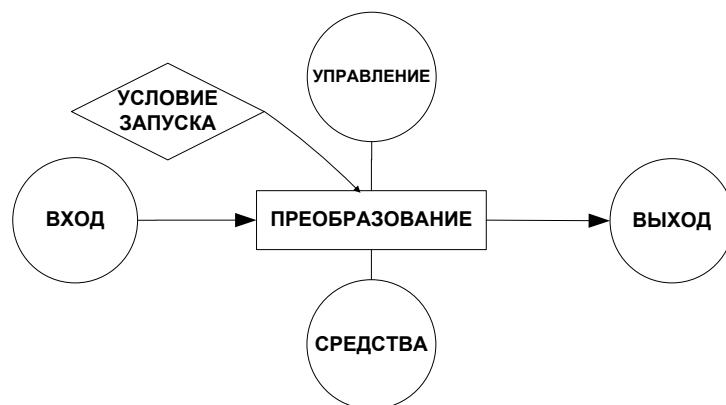 УПРАВЛЕНИЕ
УСЛОВИЕ
ЗАПУСКА
ВХОД
ПРЕОБРАЗОВАНИЕ
ВЫХОД
СРЕДСТВА